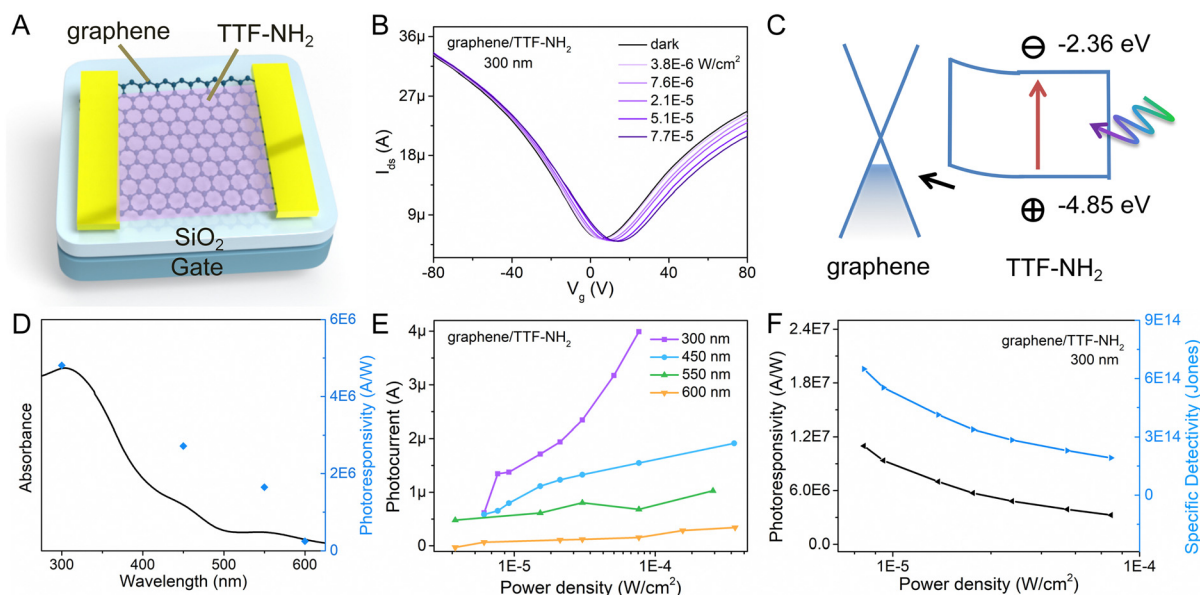 A
graphene
TTF-NH₂
SiO₂
Gate
B
36μ
27μ
18μ
9μ
I_ds (A)
graphene/TTF-NH₂
300 nm
dark
3.8E-6 W/cm²
7.6E-6
2.1E-5
5.1E-5
7.7E-5
-80 -40 0 40 80
V_g (V)
C
⊖ -2.36 eV
⊕ -4.85 eV
graphene
TTF-NH₂
D
Absorbance
6E6
4E6
2E6
0
Photoresponsivity (A/W)
300 400 500 600
Wavelength (nm)
E
4μ
3μ
2μ
1μ
0
Photocurrent (A)
graphene/TTF-NH₂
300 nm
450 nm
550 nm
600 nm
1E-5 1E-4
Power density (W/cm²)
F
2.4E7
1.8E7
1.2E7
6.0E6
0.0
Photoresponsivity (A/W)
graphene/TTF-NH₂
300 nm
9E14
6E14
3E14
0
Specific Detectivity (Jones)
1E-5 1E-4
Power density (W/cm²)